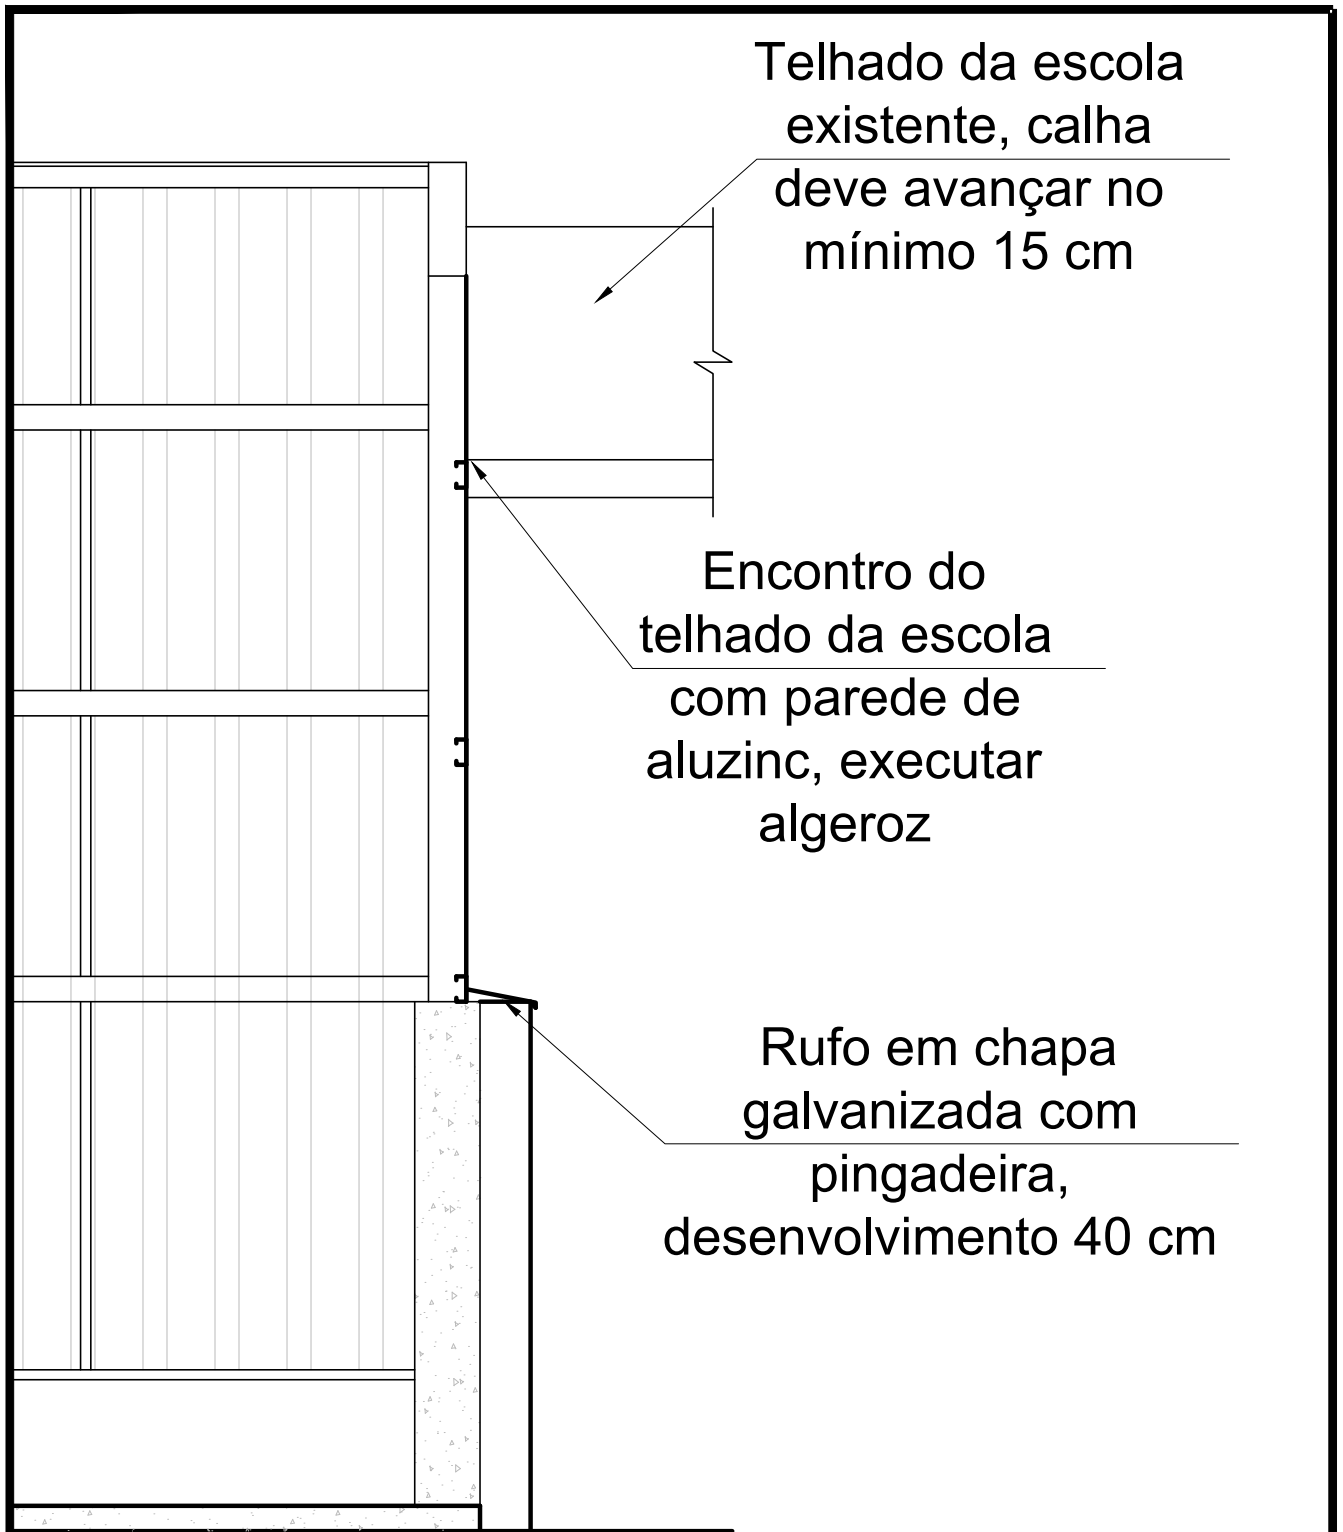 Telhado da escola
existente, calha
deve avançar no
mínimo 15 cm
Encontro do
telhado da escola
com parede de
aluzinc, executar
algeroz
Rufo em chapa
galvanizada com
pingadeira,
desenvolvimento 40 cm